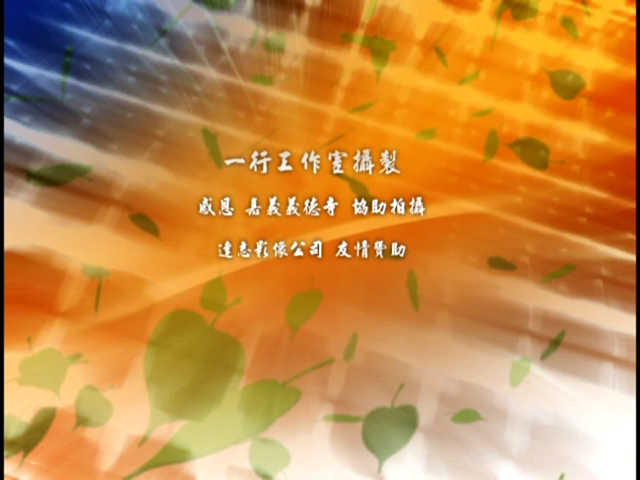 一行工作室攝製
感恩 嘉義義德寺 協助拍攝
達志影像公司 友情贊助